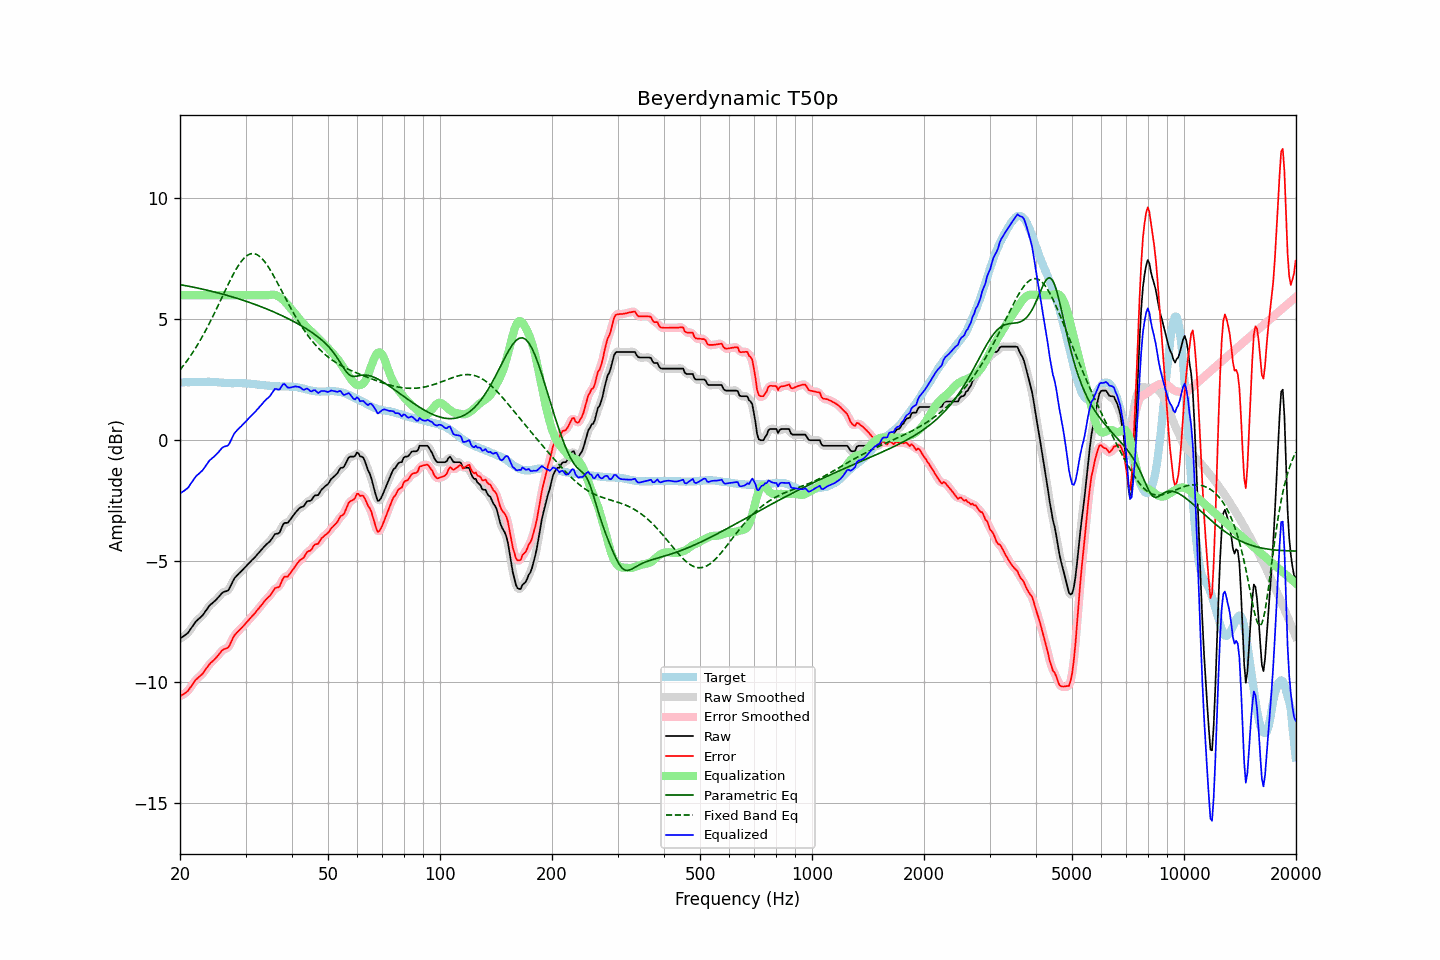 Beyerdynamic T50p
Amplitude (dBr)
10
5
0
−5
−10
−15
Target
Raw Smoothed
Error Smoothed
Raw
Error
Equalization
Parametric Eq
Fixed Band Eq
Equalized
20 50 100 200 500 1000 2000 5000 10000 20000
Frequency (Hz)